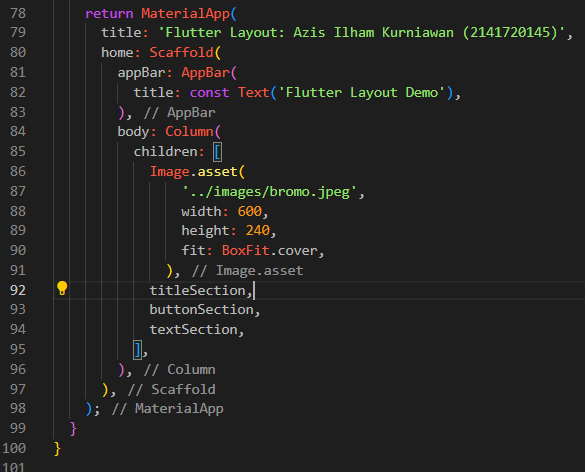 78 return MaterialApp(
79 title: 'Flutter Layout: Azis Ilham Kurniawan (2141720145)',
80 home: Scaffold(
81 appBar: AppBar(
82 title: const Text('Flutter Layout Demo'),
83 ), // AppBar
84 body: Column(
85 children: [
86 Image.asset(
87 '../images/bromo.jpeg',
88 width: 600,
89 height: 240,
90 fit: BoxFit.cover,
91 ), // Image.asset
92 titleSection,
93 buttonSection,
94 textSection,
95 ],
96 ), // Column
97 ), // Scaffold
98 ); // MaterialApp
99 }
100 }
101